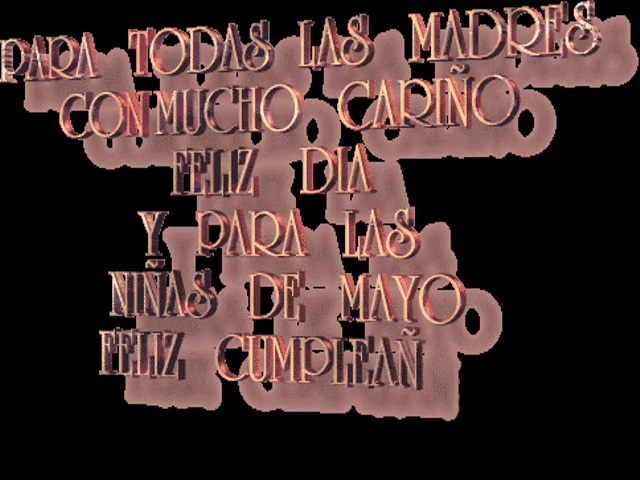 PARA TODAS LAS MADRES
CON MUCHO CARIÑO
FELIZ DIA
Y PARA LAS
NIÑAS DE MAYO
FELIZ CUMPLEAÑ